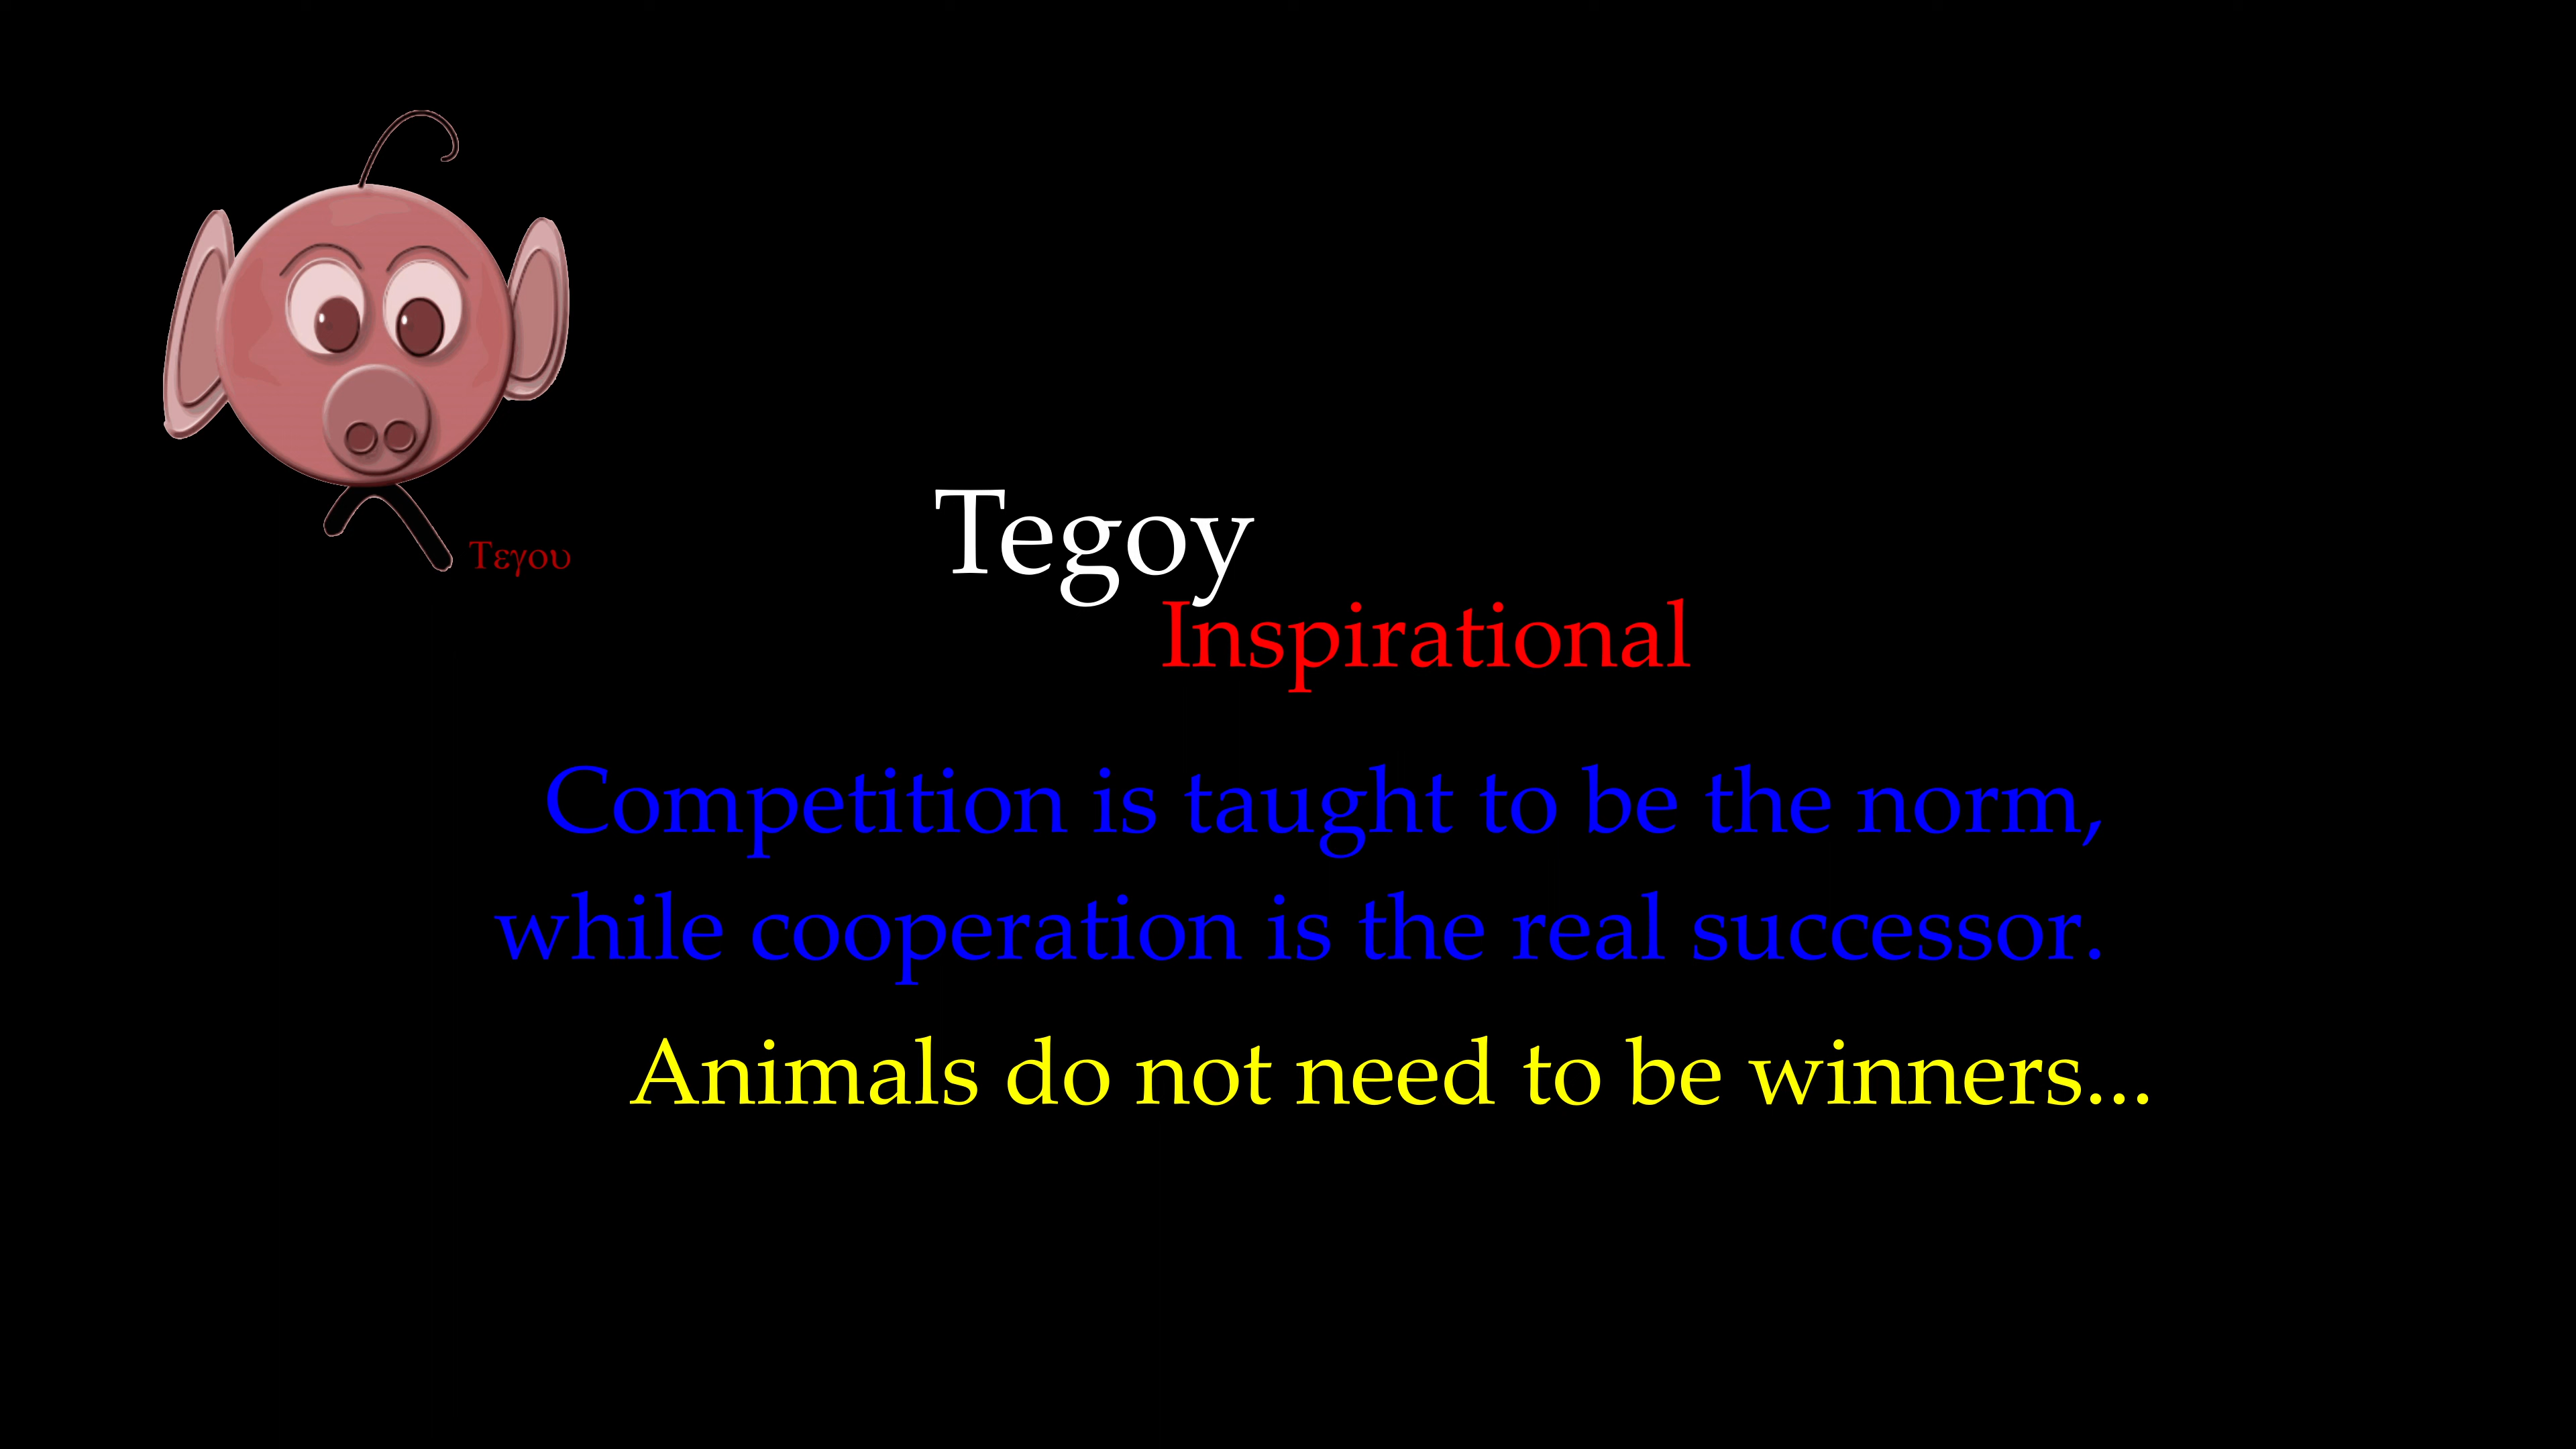 Τεγου
Tegoy
Inspirational
Competition is taught to be the norm,
while cooperation is the real successor.
Animals do not need to be winners...